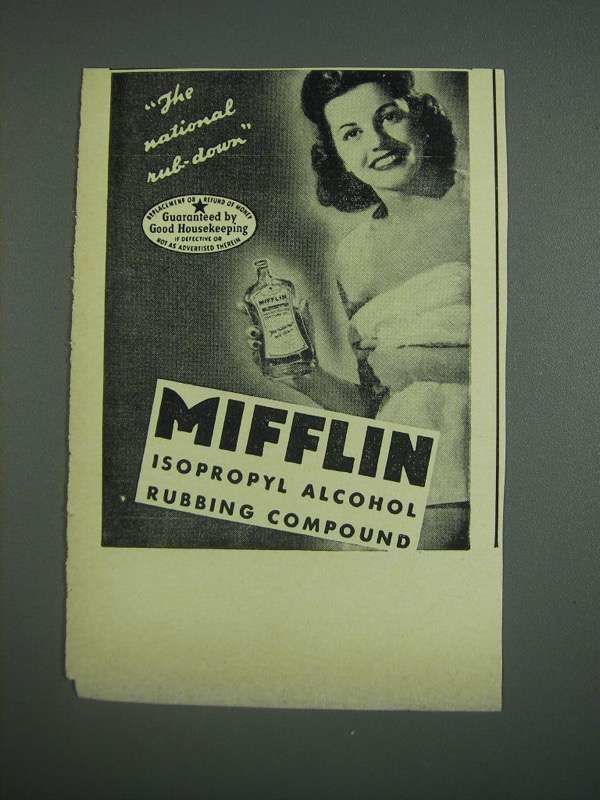 "The
national
rub-down"
REPLACEMENT OR REFUND OF MONEY
Guaranteed by
Good Housekeeping
IF DEFECTIVE OR
NOT AS ADVERTISED THEREIN
MIFFLIN
MIFFLIN
ISOPROPYL ALCOHOL
RUBBING COMPOUND